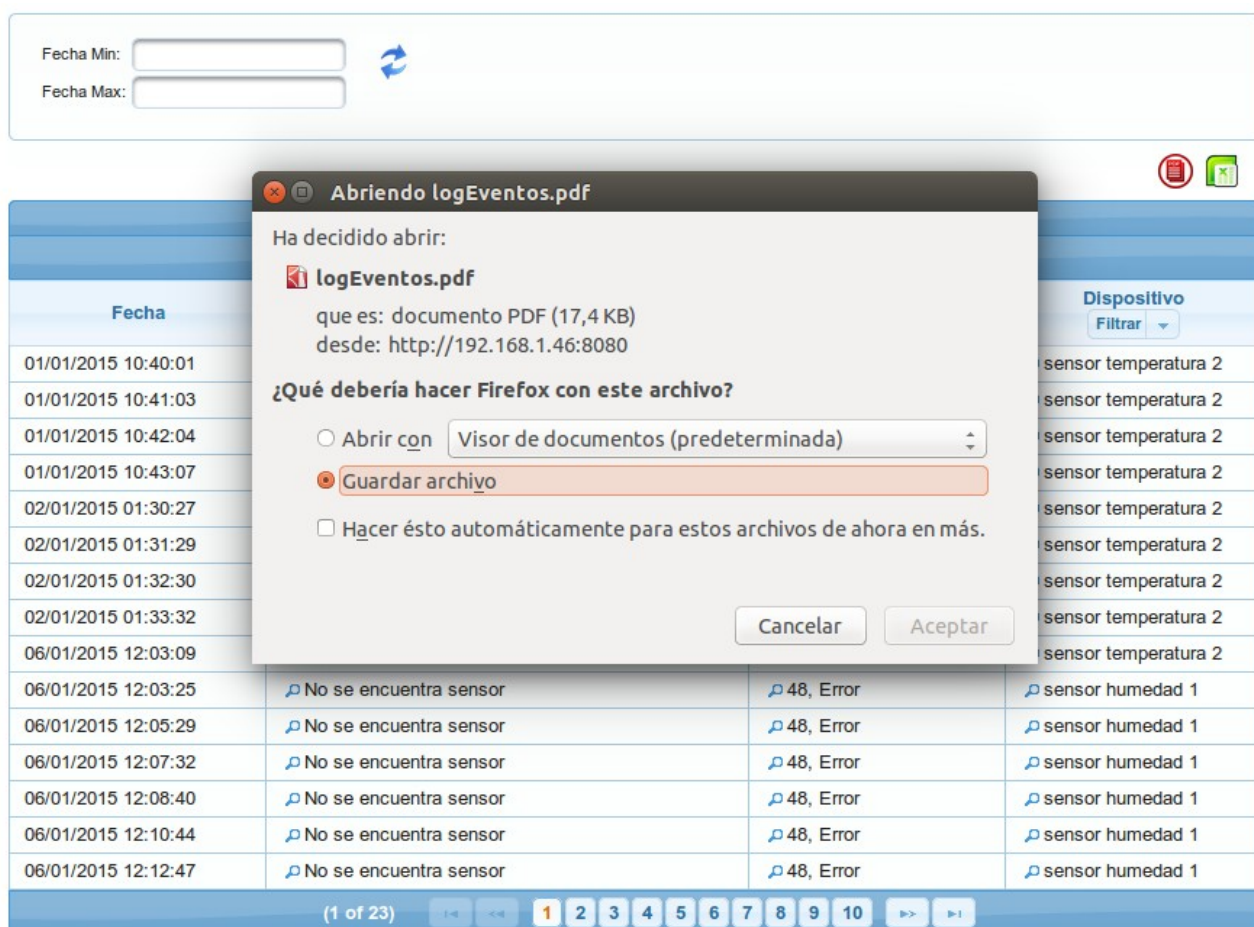 Fecha Min:
Fecha Max:
Abriendo logEventos.pdf
Ha decidido abrir:
logEventos.pdf
que es: documento PDF (17,4 KB)
desde: http://192.168.1.46:8080
¿Qué debería hacer Firefox con este archivo?
Abrir con Visor de documentos (predeterminada)
Guardar archivo
Hacer ésto automáticamente para estos archivos de ahora en más.
Cancelar Aceptar
Fecha Dispositivo
Filtrar
01/01/2015 10:40:01 sensor temperatura 2
01/01/2015 10:41:03 sensor temperatura 2
01/01/2015 10:42:04 sensor temperatura 2
01/01/2015 10:43:07 sensor temperatura 2
02/01/2015 01:30:27 sensor temperatura 2
02/01/2015 01:31:29 sensor temperatura 2
02/01/2015 01:32:30 sensor temperatura 2
02/01/2015 01:33:32 sensor temperatura 2
06/01/2015 12:03:09 sensor temperatura 2
06/01/2015 12:03:25 No se encuentra sensor 48, Error sensor humedad 1
06/01/2015 12:05:29 No se encuentra sensor 48, Error sensor humedad 1
06/01/2015 12:07:32 No se encuentra sensor 48, Error sensor humedad 1
06/01/2015 12:08:40 No se encuentra sensor 48, Error sensor humedad 1
06/01/2015 12:10:44 No se encuentra sensor 48, Error sensor humedad 1
06/01/2015 12:12:47 No se encuentra sensor 48, Error sensor humedad 1
(1 of 23) 1 2 3 4 5 6 7 8 9 10